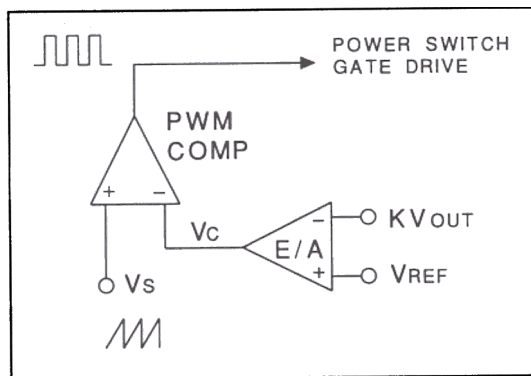 POWER SWITCH
GATE DRIVE
PWM
COMP
+ −
VC
E/A
−
+
KVOUT
VREF
VS